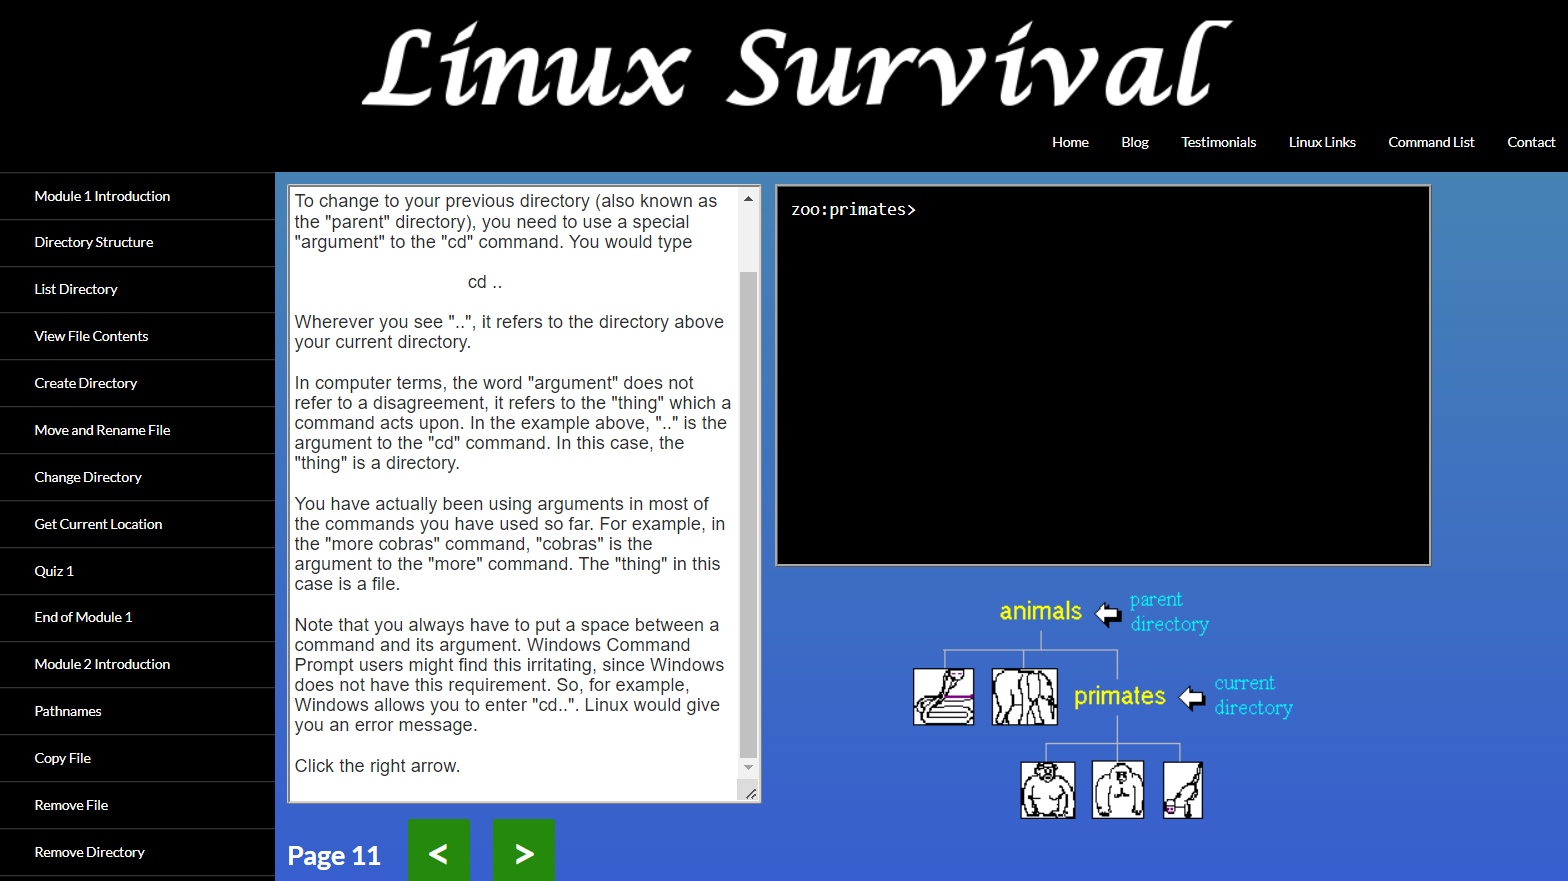 Linux Survival
Home Blog Testimonials Linux Links Command List Contact
Module 1 Introduction
Directory Structure
List Directory
View File Contents
Create Directory
Move and Rename File
Change Directory
Get Current Location
Quiz 1
End of Module 1
Module 2 Introduction
Pathnames
Copy File
Remove File
Remove Directory
To change to your previous directory (also known as
the "parent" directory), you need to use a special
"argument" to the "cd" command. You would type
cd ..
Wherever you see "..", it refers to the directory above
your current directory.
In computer terms, the word "argument" does not
refer to a disagreement, it refers to the "thing" which a
command acts upon. In the example above, ".." is the
argument to the "cd" command. In this case, the
"thing" is a directory.
You have actually been using arguments in most of
the commands you have used so far. For example, in
the "more cobras" command, "cobras" is the
argument to the "more" command. The "thing" in this
case is a file.
Note that you always have to put a space between a
command and its argument. Windows Command
Prompt users might find this irritating, since Windows
does not have this requirement. So, for example,
Windows allows you to enter "cd..". Linux would give
you an error message.
Click the right arrow.
Page 11 < >
zoo:primates>
animals
parent
directory
primates
current
directory